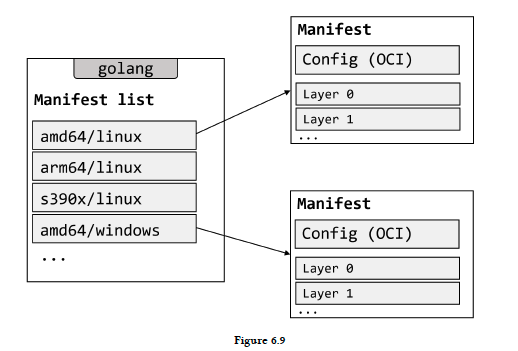 golang
Manifest list
amd64/linux
arm64/linux
s390x/linux
amd64/windows
...
Manifest
Config (OCI)
Layer 0
Layer 1
...
Manifest
Config (OCI)
Layer 0
Layer 1
...
Figure 6.9